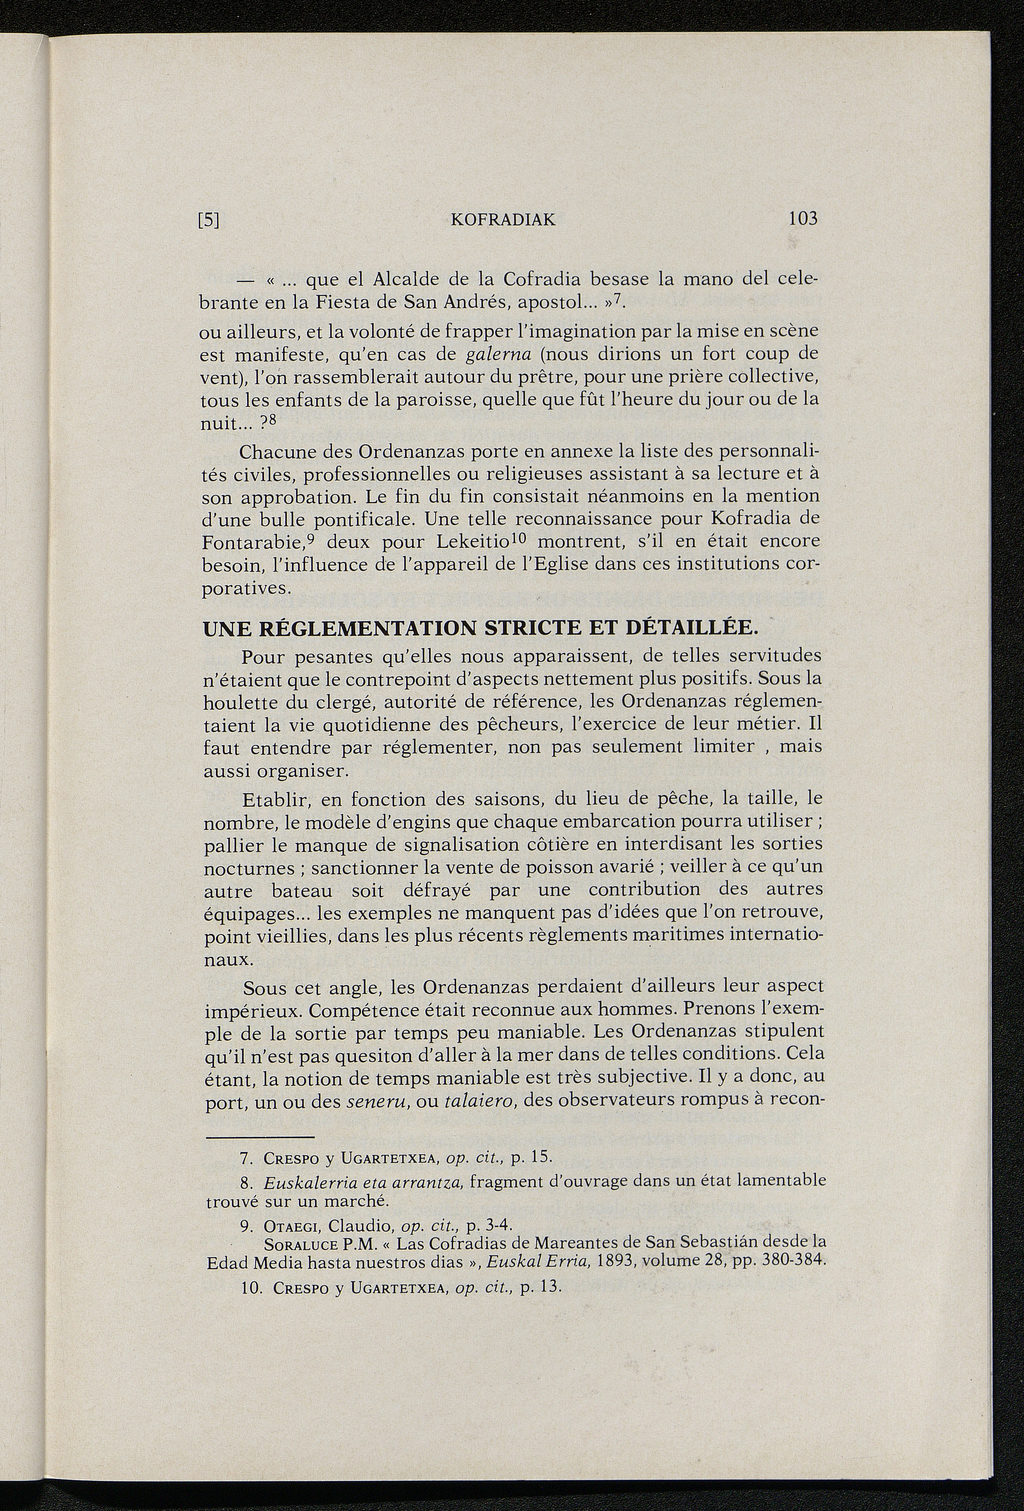 [5] KOFRADIAK 103
— « ... que el Alcalde de la Cofradia besase la mano del cele-
brante en la Fiesta de San Andrés, apostol... »7.
ou ailleurs, et la volonté de frapper l'imagination par la mise en scène
est manifeste, qu'en cas de galerna (nous dirions un fort coup de
vent), l'on rassemblerait autour du prêtre, pour une prière collective,
tous les enfants de la paroisse, quelle que fût l'heure du jour ou de la
nuit... ?8
Chacune des Ordenanzas porte en annexe la liste des personnali-
tés civiles, professionnelles ou religieuses assistant à sa lecture et à
son approbation. Le fin du fin consistait néanmoins en la mention
d'une bulle pontificale. Une telle reconnaissance pour Kofradia de
Fontarabie,9 deux pour Lekeitio10 montrent, s'il en était encore
besoin, l'influence de l'appareil de l'Eglise dans ces institutions cor-
poratives.
UNE RÉGLEMENTATION STRICTE ET DÉTAILLÉE.
Pour pesantes qu'elles nous apparaissent, de telles servitudes
n'étaient que le contrepoint d'aspects nettement plus positifs. Sous la
houlette du clergé, autorité de référence, les Ordenanzas réglemen-
taient la vie quotidienne des pêcheurs, l'exercice de leur métier. Il
faut entendre par réglementer, non pas seulement limiter , mais
aussi organiser.
Etablir, en fonction des saisons, du lieu de pêche, la taille, le
nombre, le modèle d'engins que chaque embarcation pourra utiliser ;
pallier le manque de signalisation côtière en interdisant les sorties
nocturnes ; sanctionner la vente de poisson avarié ; veiller à ce qu'un
autre bateau soit défrayé par une contribution des autres
équipages... les exemples ne manquent pas d'idées que l'on retrouve,
point vieillies, dans les plus récents règlements maritimes internatio-
naux.
Sous cet angle, les Ordenanzas perdaient d'ailleurs leur aspect
impérieux. Compétence était reconnue aux hommes. Prenons l'exem-
ple de la sortie par temps peu maniable. Les Ordenanzas stipulent
qu'il n'est pas quesiton d'aller à la mer dans de telles conditions. Cela
étant, la notion de temps maniable est très subjective. Il y a donc, au
port, un ou des seneru, ou talaiero, des observateurs rompus à recon-
7. CRESPO y UGARTETXEA, op. cit., p. 15.
8. Euskalerria eta arrantza, fragment d'ouvrage dans un état lamentable
trouvé sur un marché.
9. OTAEGI, Claudio, op. cit., p. 3-4.
SORALUCE P.M. « Las Cofradias de Mareantes de San Sebastián desde la
Edad Media hasta nuestros dias », Euskal Erria, 1893, volume 28, pp. 380-384.
10. CRESPO y UGARTETXEA, op. cit., p. 13.